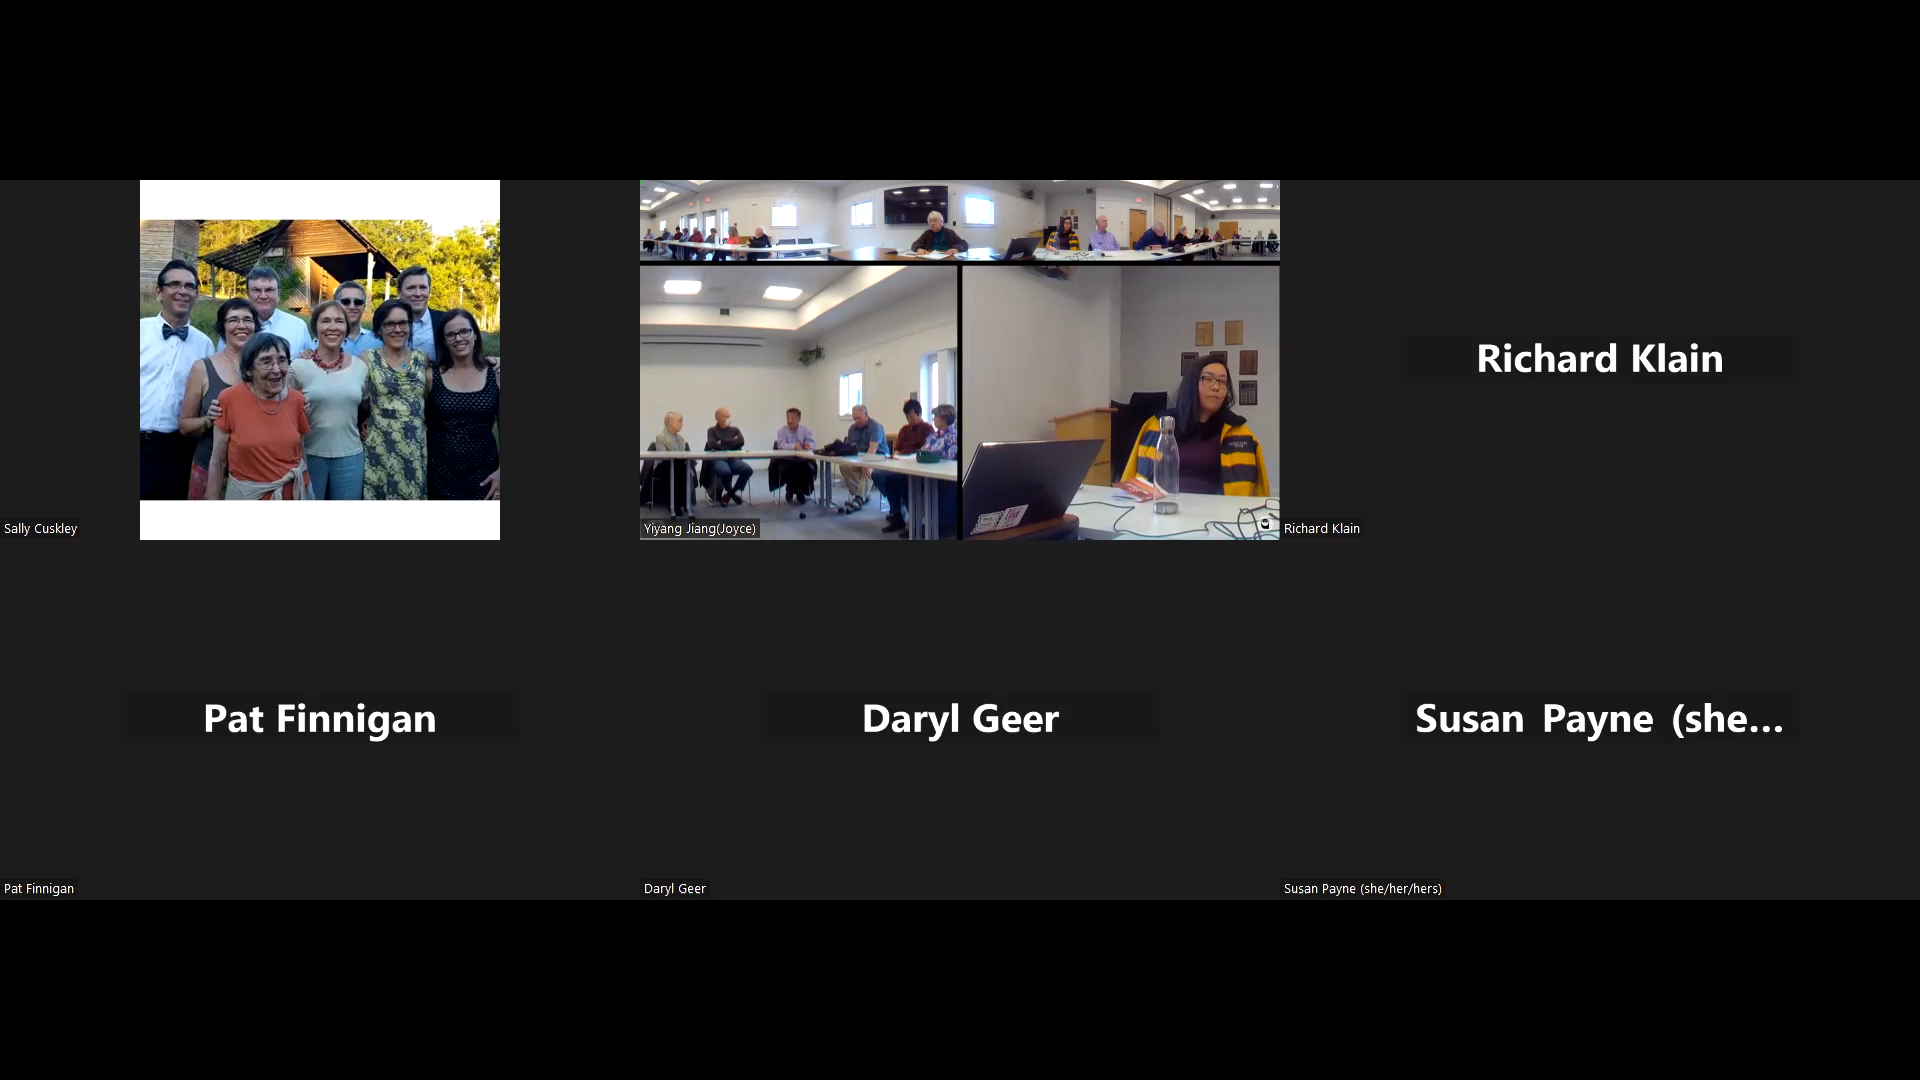 Richard Klain
Sally Cuskley
Yiyang Jiang(Joyce)
Richard Klain
Pat Finnigan
Daryl Geer
Susan Payne (she...
Pat Finnigan
Daryl Geer
Susan Payne (she/her/hers)